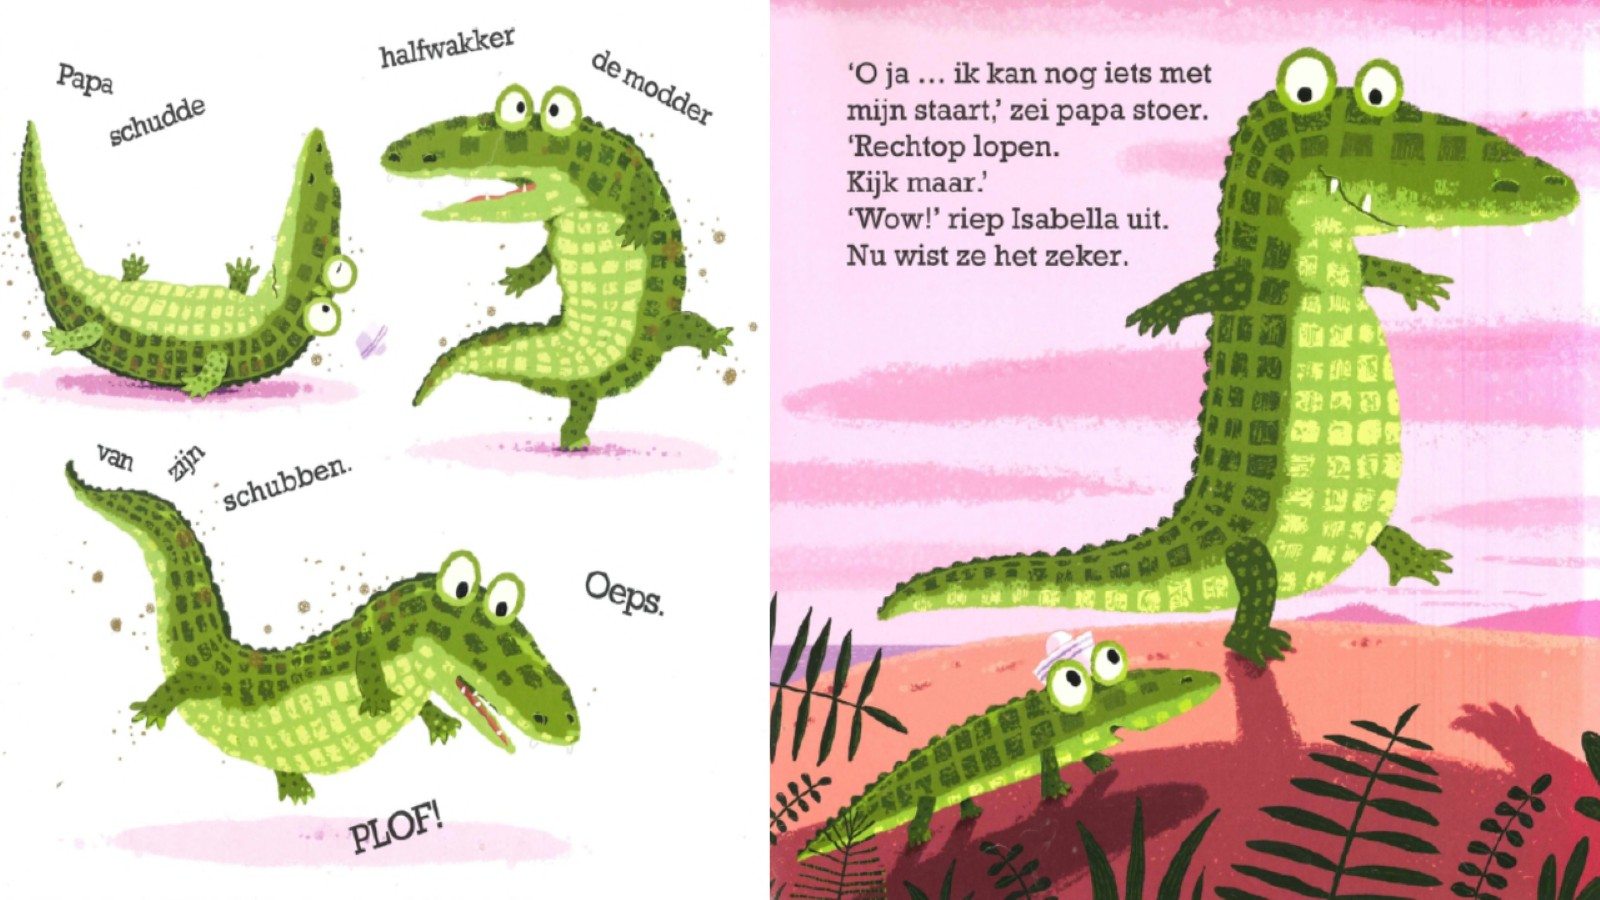 Papa
schudde
halfwakker
de modder
van
zijn
schubben.
Oeps.
PLOF!
‘O ja ... ik kan nog iets met
mijn staart,’ zei papa stoer.
‘Rechtop lopen.
Kijk maar.’
‘Wow!’ riep Isabella uit.
Nu wist ze het zeker.